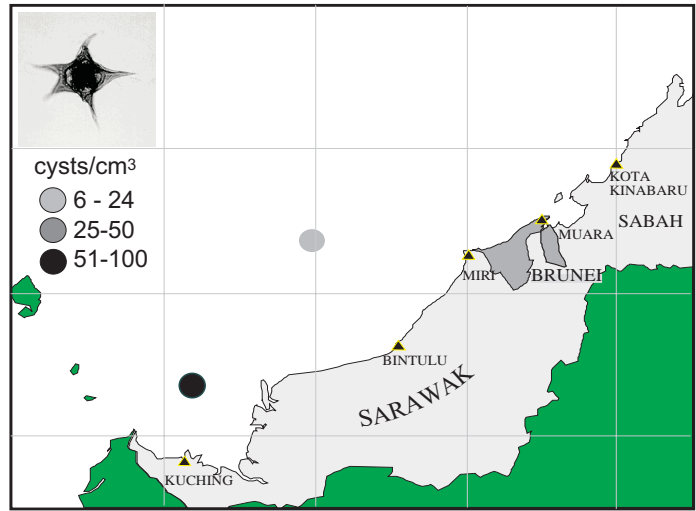 cysts/cm3
6 - 24
25-50
51-100
KOTA
KINABARU
SABAH
MUARA
MIRI
BRUNEI
BINTULU
SARAWAK
KUCHING